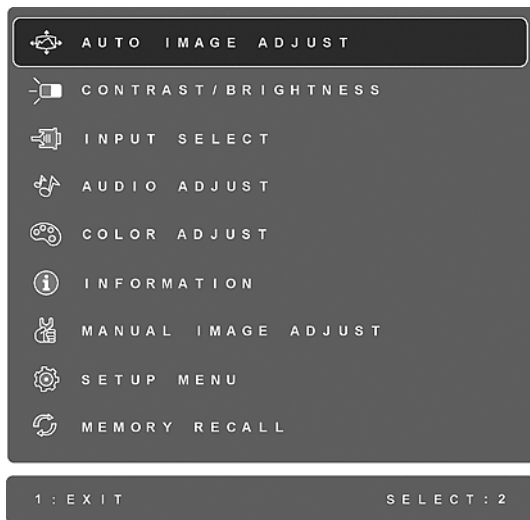 AUTO IMAGE ADJUST
CONTRAST/BRIGHTNESS
INPUT SELECT
AUDIO ADJUST
COLOR ADJUST
INFORMATION
MANUAL IMAGE ADJUST
SETUP MENU
MEMORY RECALL
1:EXIT SELECT:2